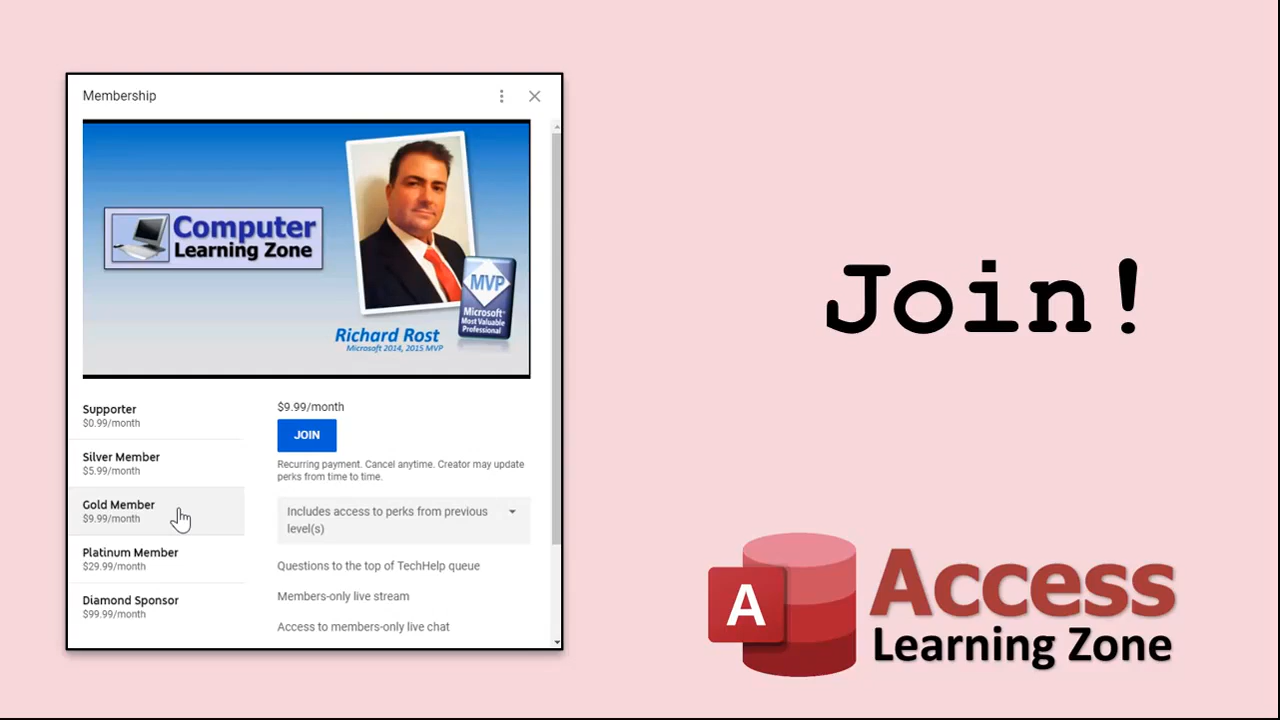 Membership
Computer
Learning Zone
MVP
Microsoft®
Most Valuable
Professional
Richard Rost
Microsoft 2014, 2015 MVP
Supporter
$0.99/month
Silver Member
$5.99/month
Gold Member
$9.99/month
Platinum Member
$29.99/month
Diamond Sponsor
$99.99/month
$9.99/month
JOIN
Recurring payment. Cancel anytime. Creator may update
perks from time to time.
Includes access to perks from previous
level(s)
Questions to the top of TechHelp queue
Members-only live stream
Access to members-only live chat
Join!
A
Access
Learning Zone